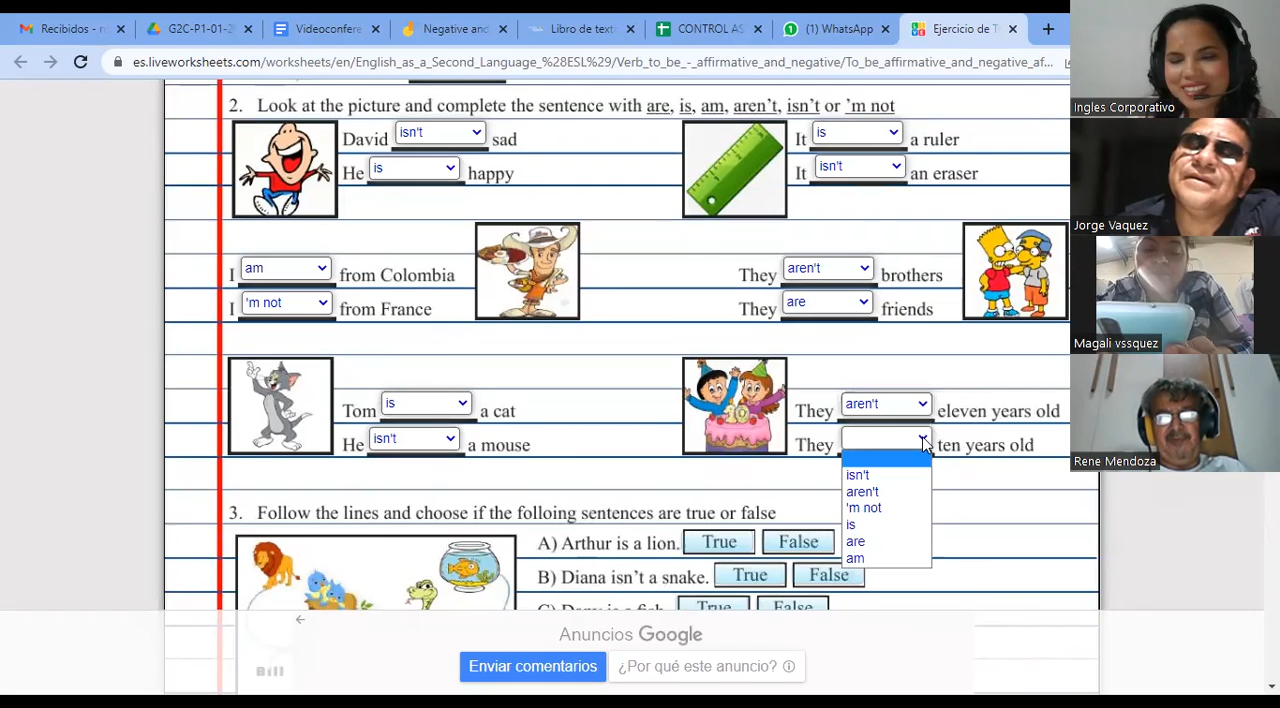 Recibidos - n
G2C-P1-01-2
Videoconfere
Negative and
Libro de text
CONTROL AS
(1) WhatsApp
Ejercicio de T
es.liveworksheets.com/worksheets/en/English_as_a_Second_Language_%28ESL%29/Verb_to_be_-_affirmative_and_negative/To_be_affirmative_and_negative_af...
2. Look at the picture and complete the sentence with are, is, am, aren't, isn't or 'm not
David isn't sad
He is happy
It is a ruler
It isn't an eraser
I am from Colombia
I 'm not from France
They aren't brothers
They are friends
Tom is a cat
He isn't a mouse
They aren't eleven years old
They ten years old
isn't
aren't
'm not
is
are
am
10
3. Follow the lines and choose if the folloing sentences are true or false
A) Arthur is a lion. True False
B) Diana isn't a snake. True False
True False
Bill
Anuncios Google
Enviar comentarios
¿Por qué este anuncio?
Ingles Corporativo
Jorge Vaquez
Magali vssquez
Rene Mendoza